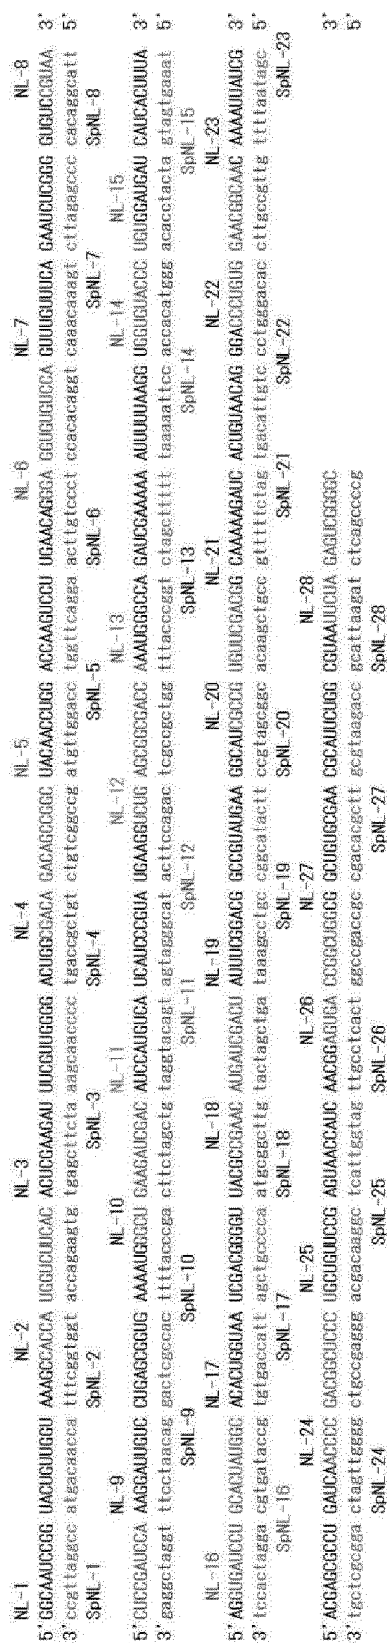 NL-1 NL-2 NL-3 NL-4 NL-5 NL-6 NL-7 NL-8
5' GGCAAUCCGG UACUGUUGGU AAAGCCACCA UGGUCUUCAC ACUCGAAGAU UUCGUUGGGG ACUGGCGACA GACAGCCGGC UACAACCUGG ACCAAGUCCU UGAACAGGGA GGUGUGUCCA GUUUGUUUCA GAAUCUCGGG GUGUCCGUAA 3'
3' ccgttaggcc atgacaacca tttcggtggt accagaagtg tgagcttcta aagcaacccc tgaccgctgt ctgtcggccg atgttggacc tggttcagga acttgtccct ccacacaggt caaacaaagt cttagagccc cacaggcatt 5'
SpNL-1 SpNL-2 SpNL-3 SpNL-4 SpNL-5 SpNL-6 SpNL-7 SpNL-8
NL-9 NL-10 NL-11 NL-12 NL-13 NL-14 NL-15
5' CUCCGAUCCA AAGGAUUGUC CUGAGCGGUG AAAAUGGGCU GAAGAUCGAC AUCCAUGUCA UCAUCCCGUA UGAAGGUCUG AGCGGCGACC AAAUGGGCCA GAUCGAAAAA AUUUUUAAGG UGGUGUACCC UGUGGAUGAU CAUCACUUUA 3'
3' gaggctaggt ttcctaacag gactcgccac ttttacccga cttctagctg taggtacagt agtagggcat acttccagac tcgccgctgg tttacccggt ctagcttttt taaaaattcc accacatggg acacctacta gtagtgaaat 5'
SpNL-9 SpNL-10 SpNL-11 SpNL-12 SpNL-13 SpNL-14 SpNL-15
NL-16 NL-17 NL-18 NL-19 NL-20 NL-21 NL-22 NL-23
5' AGGUGAUCCU GCACUAUGGC ACACUGGUAA UCGACGGGGU UACGCCGAAC AUGAUCGACU AUUUCGGACG GCCGUAUGAA GGCAUCGCCG UGUUCGACGG CAAAAAGAUC ACUGUAACAG GGACCCUGUG GAACGGCAAC AAAAUUAUCG 3'
3' tccactagga cgtgataccg tgtgaccatt agctgcccca atgcggcttg tactagctga taaagcctgc cggcatactt ccgtagcggc acaagctgcc gtttttctag tgacattgtc cctgggacac cttgccgttg ttttaatagc 5'
SpNL-16 SpNL-17 SpNL-18 SpNL-19 SpNL-20 SpNL-21 SpNL-22 SpNL-23
NL-24 NL-25 NL-26 NL-27 NL-28
5' ACGAGCGCCU GAUCAACCCC GACGGCUCCC UGCUGUUCCG AGUAACCAUC AACGGAGUGA CCGGCUGGCG GCUGUGCGAA CGCAUUCUGG CGUAAUUCUA GAGUCGGGGC 3'
3' tgctcgcgga ctagttgggg ctgccgaggg acgacaaggc tcattggtag ttgcctcact ggccgaccgc cgacacgctt gcgtaagacc gcattaagat ctcagccccg 5'
SpNL-24 SpNL-25 SpNL-26 SpNL-27 SpNL-28